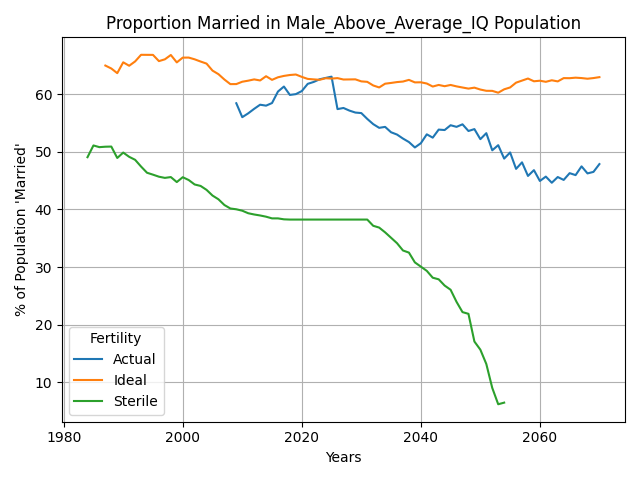 Proportion Married in Male_Above_Average_IQ Population
% of Population 'Married'
60
50
40
30
20
10
Fertility
Actual
Ideal
Sterile
1980 2000 2020 2040 2060
Years